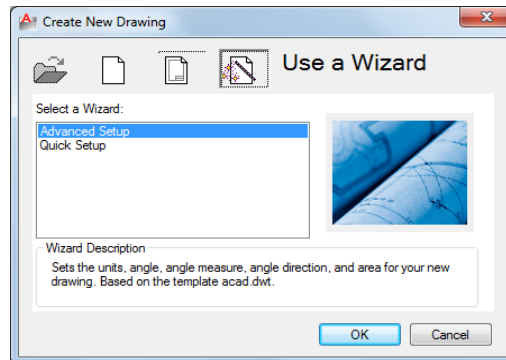 Create New Drawing
Use a Wizard
Select a Wizard:
Advanced Setup
Quick Setup
Wizard Description
Sets the units, angle, angle measure, angle direction, and area for your new
drawing. Based on the template acad.dwt.
OK Cancel